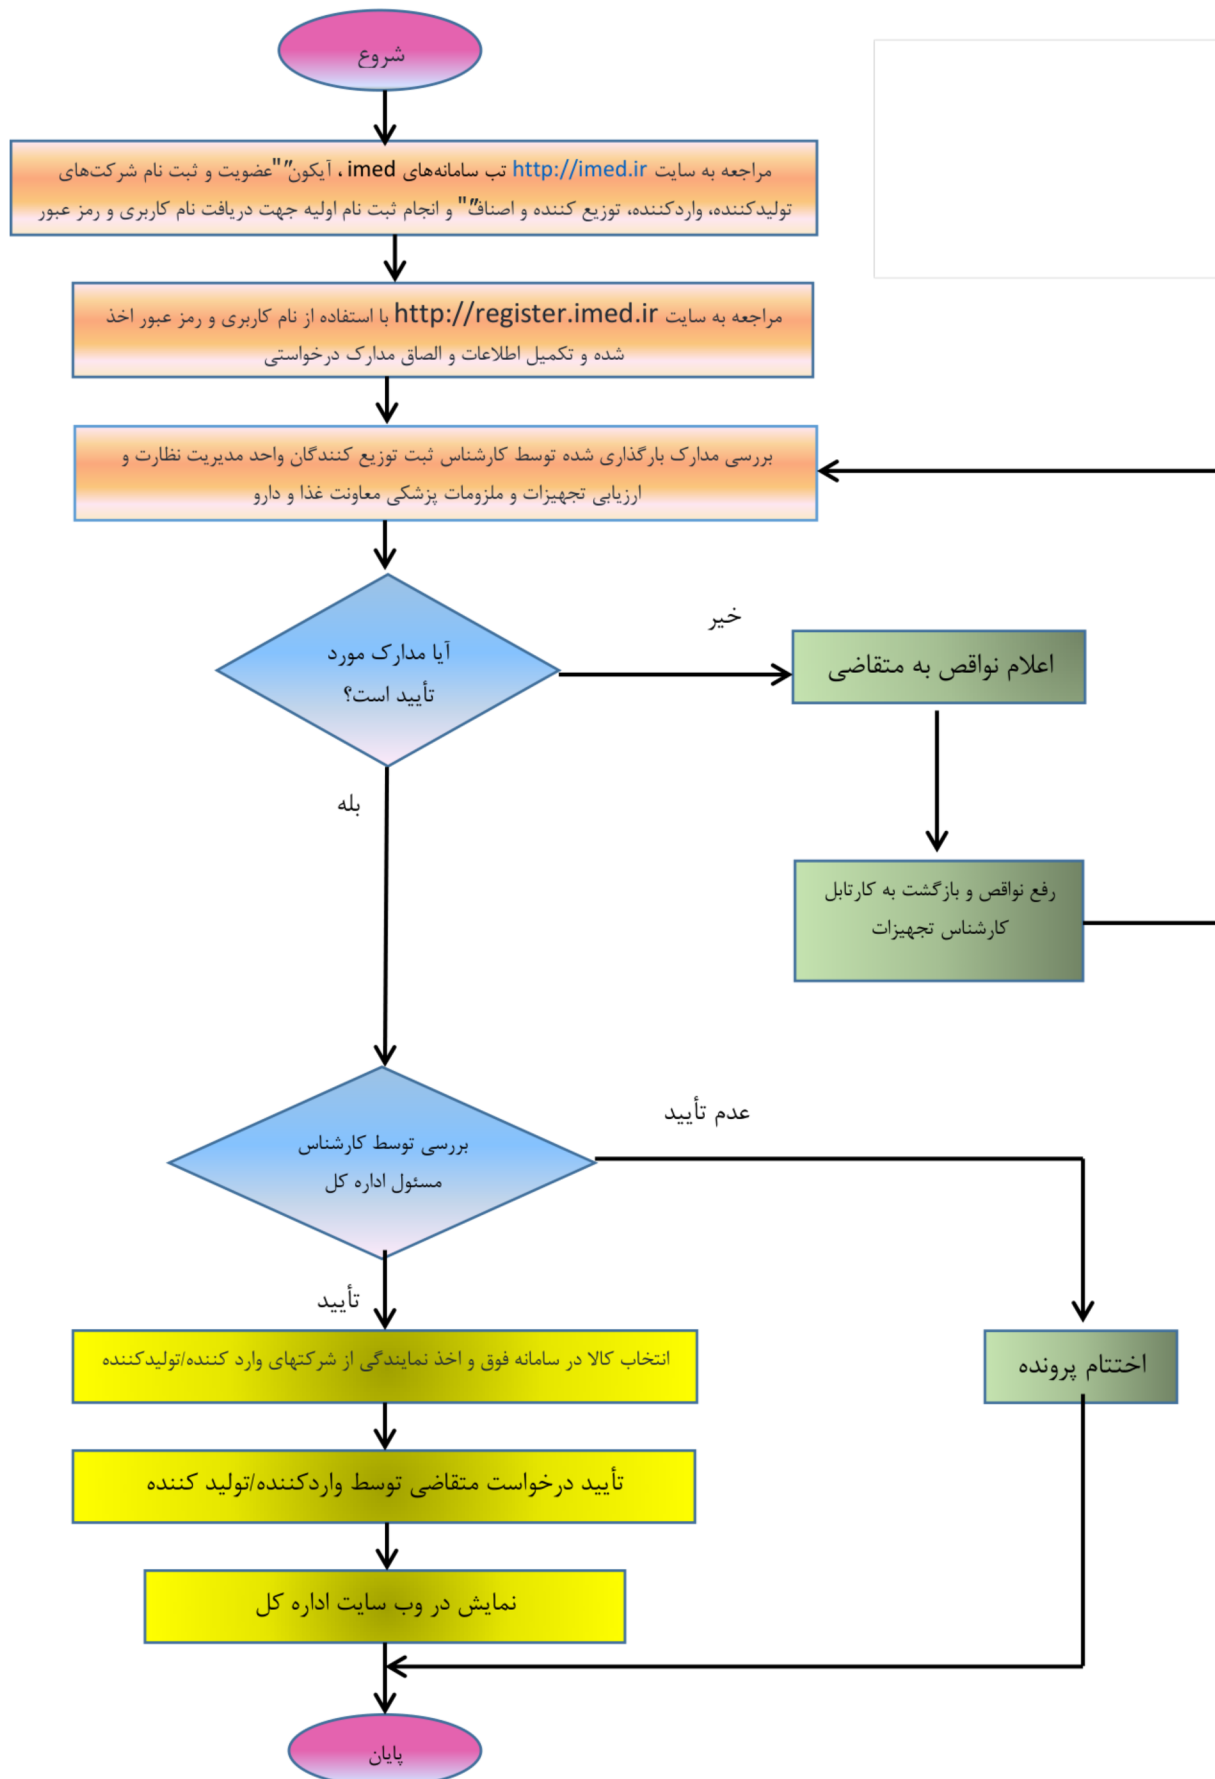 شروع
مراجعه به سایت http://imed.ir تب سامانه‌های imed ، آیکون""عضویت و ثبت نام شرکت‌های
تولیدکننده، واردکننده، توزیع کننده و اصناف"" و انجام ثبت نام اولیه جهت دریافت نام کاربری و رمز عبور
مراجعه به سایت http://register.imed.ir با استفاده از نام کاربری و رمز عبور اخذ
شده و تکمیل اطلاعات و الصاق مدارک درخواستی
بررسی مدارک بارگذاری شده توسط کارشناس ثبت توزیع کنندگان واحد مدیریت نظارت و
ارزیابی تجهیزات و ملزومات پزشکی معاونت غذا و دارو
آیا مدارک مورد
تأیید است؟
خیر
اعلام نواقص به متقاضی
رفع نواقص و بازگشت به کارتابل
کارشناس تجهیزات
بله
بررسی توسط کارشناس
مسئول اداره کل
عدم تأیید
اختتام پرونده
تأیید
انتخاب کالا در سامانه فوق و اخذ نمایندگی از شرکتهای وارد کننده/تولیدکننده
تأیید درخواست متقاضی توسط واردکننده/تولید کننده
نمایش در وب سایت اداره کل
پایان